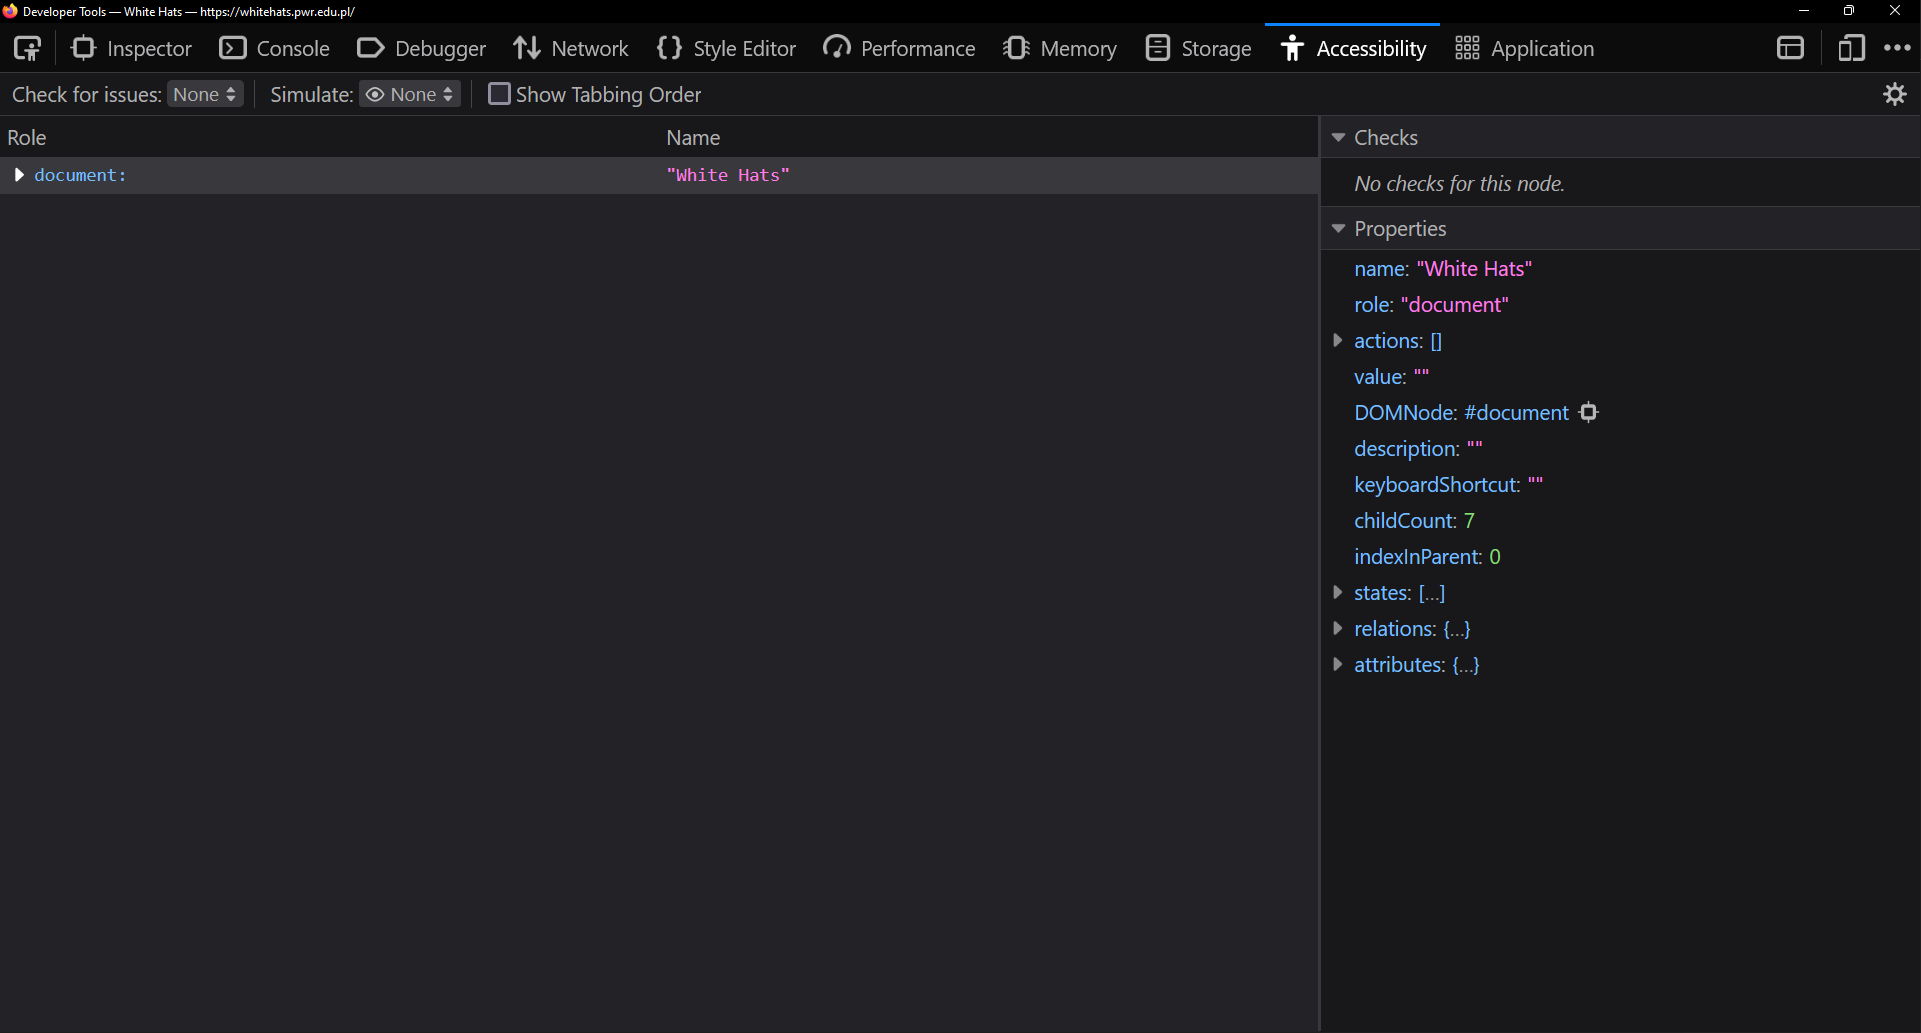 Developer Tools — White Hats — https://whitehats.pwr.edu.pl/
Inspector Console Debugger Network Style Editor Performance Memory Storage Accessibility Application
Check for issues: None Simulate: None Show Tabbing Order
Role Name
document: "White Hats"
Checks
No checks for this node.
Properties
name: "White Hats"
role: "document"
actions: []
value: ""
DOMNode: #document
description: ""
keyboardShortcut: ""
childCount: 7
indexInParent: 0
states: […]
relations: {…}
attributes: {…}